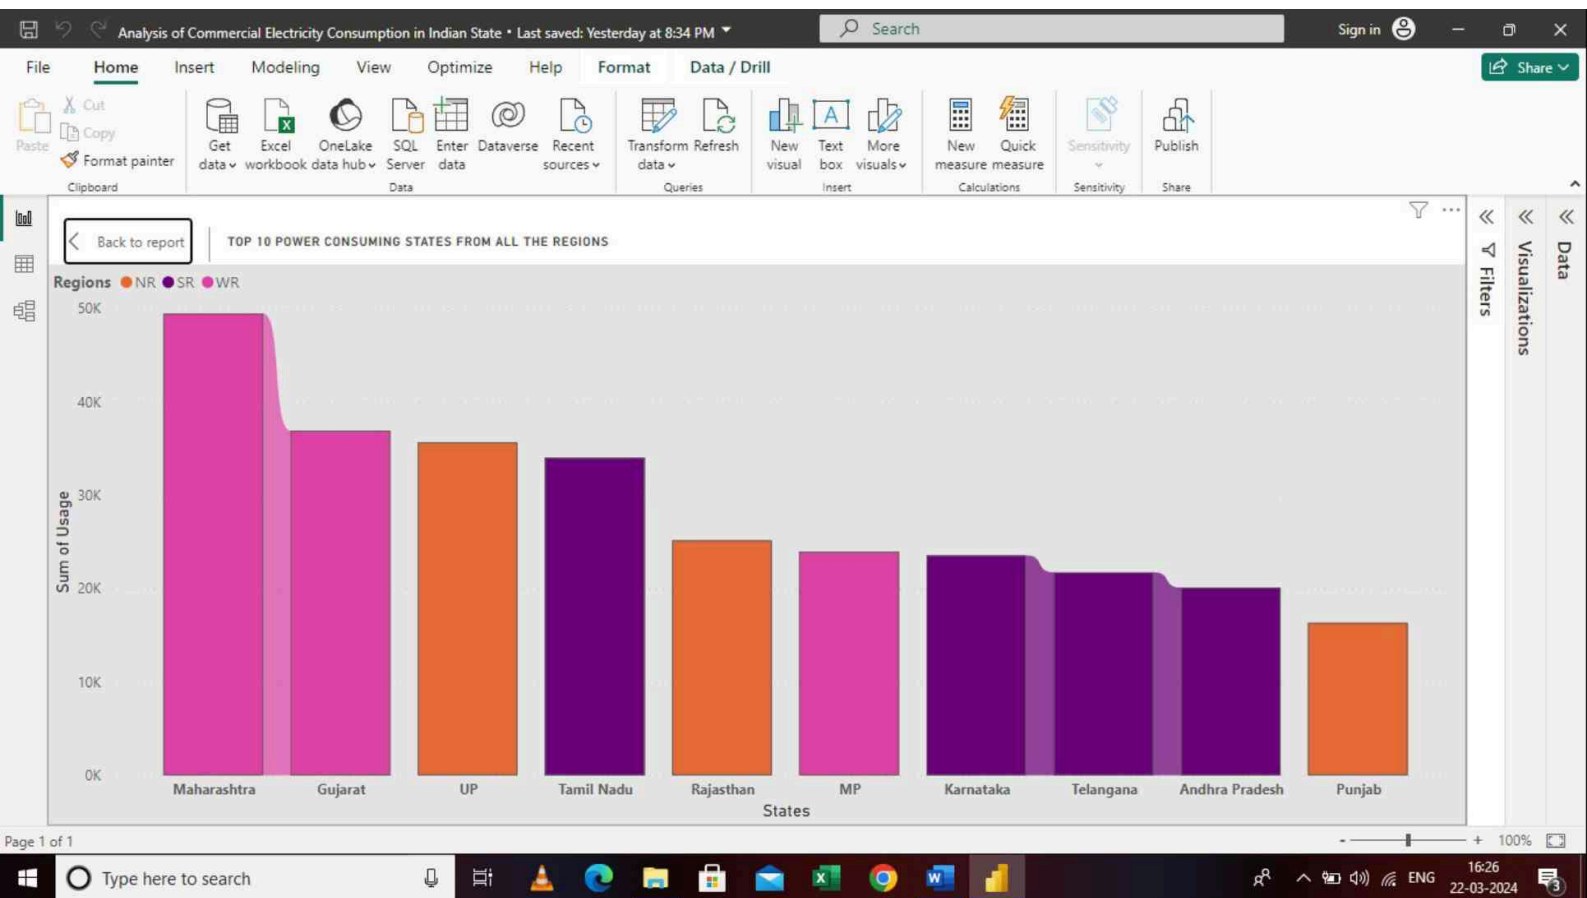 Analysis of Commercial Electricity Consumption in Indian State • Last saved: Yesterday at 8:34 PM
Search
Sign in
File Home Insert Modeling View Optimize Help Format Data / Drill
Share
Paste
Cut
Copy
Format painter
Clipboard
Get data
Excel workbook
OneLake data hub
SQL Server
Enter data
Dataverse
Recent sources
Data
Transform data
Refresh
Queries
New visual
Text box
More visuals
Insert
New measure
Quick measure
Calculations
Sensitivity
Sensitivity
Publish
Share
Back to report
TOP 10 POWER CONSUMING STATES FROM ALL THE REGIONS
Filters
Visualizations
Data
Regions NR SR WR
50K
40K
30K
20K
10K
0K
Sum of Usage
Maharashtra Gujarat UP Tamil Nadu Rajasthan MP Karnataka Telangana Andhra Pradesh Punjab
States
Page 1 of 1
- + 100%
Type here to search
ENG
16:26
22-03-2024
3